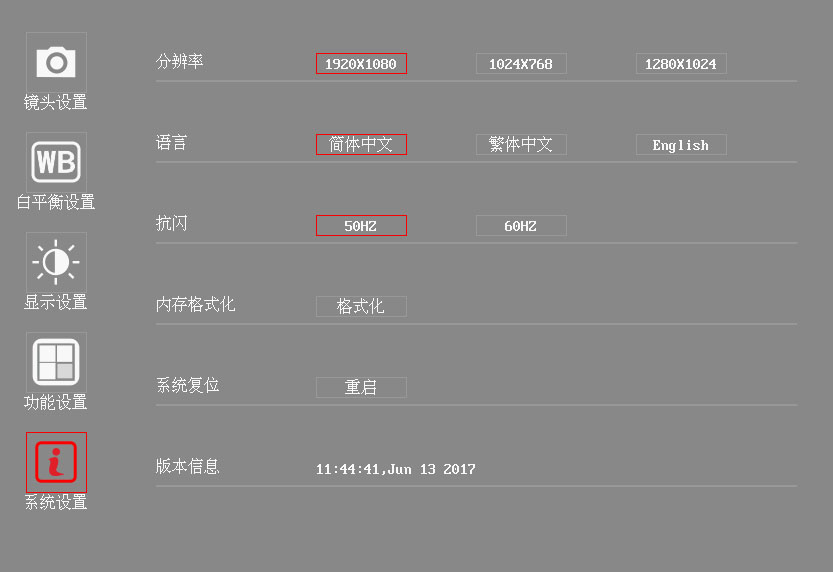 镜头设置
WB
白平衡设置
显示设置
功能设置
系统设置
分辨率 1920X1080 1024X768 1280X1024
语言 简体中文 繁体中文 English
抗闪 50HZ 60HZ
内存格式化 格式化
系统复位 重启
版本信息 11:44:41,Jun 13 2017